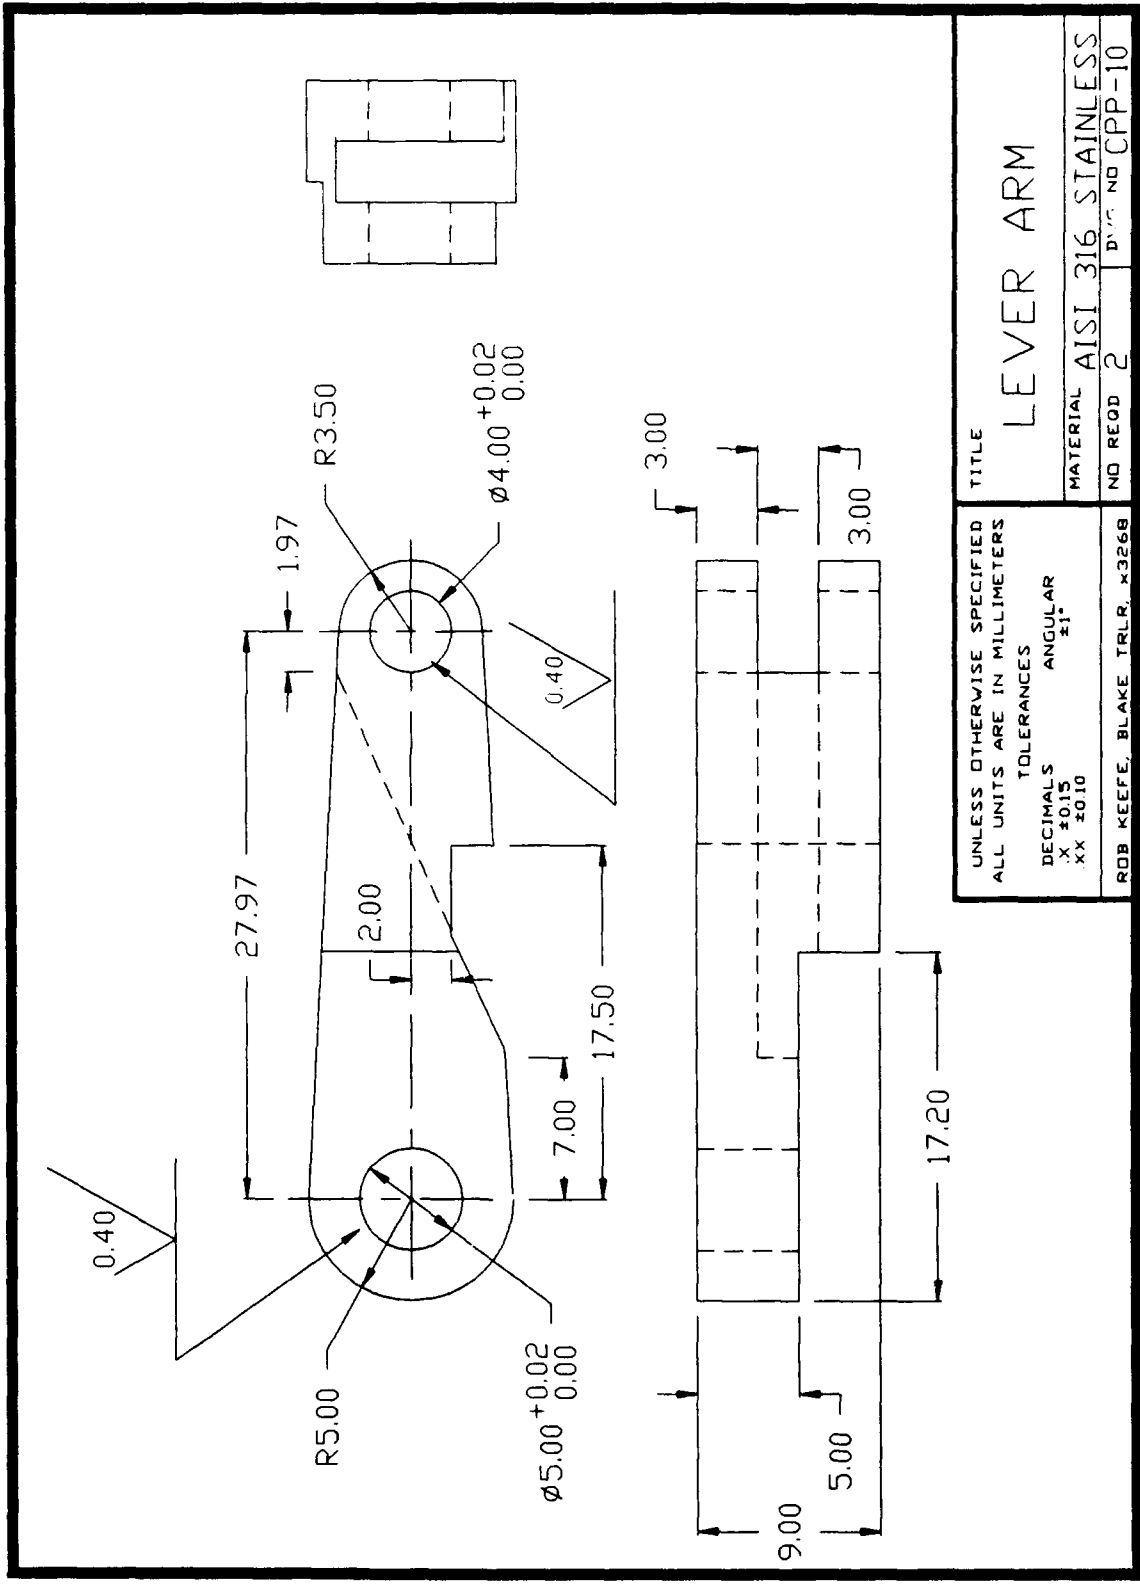 0.40
27.97
1.97
R3.50
Ø4.00 +0.02
0.00
2.00
0.40
R5.00
Ø5.00 +0.02
0.00
7.00
17.50
3.00
3.00
9.00
5.00
17.20
UNLESS OTHERWISE SPECIFIED
ALL UNITS ARE IN MILLIMETERS
TOLERANCES
DECIMALS ANGULAR
.X ±0.15 ±1°
.XX ±0.10
ROB KEEFE, BLAKE TRLR, x3268
TITLE
LEVER ARM
MATERIAL AISI 316 STAINLESS
NO REQD 2
NO CPP-10